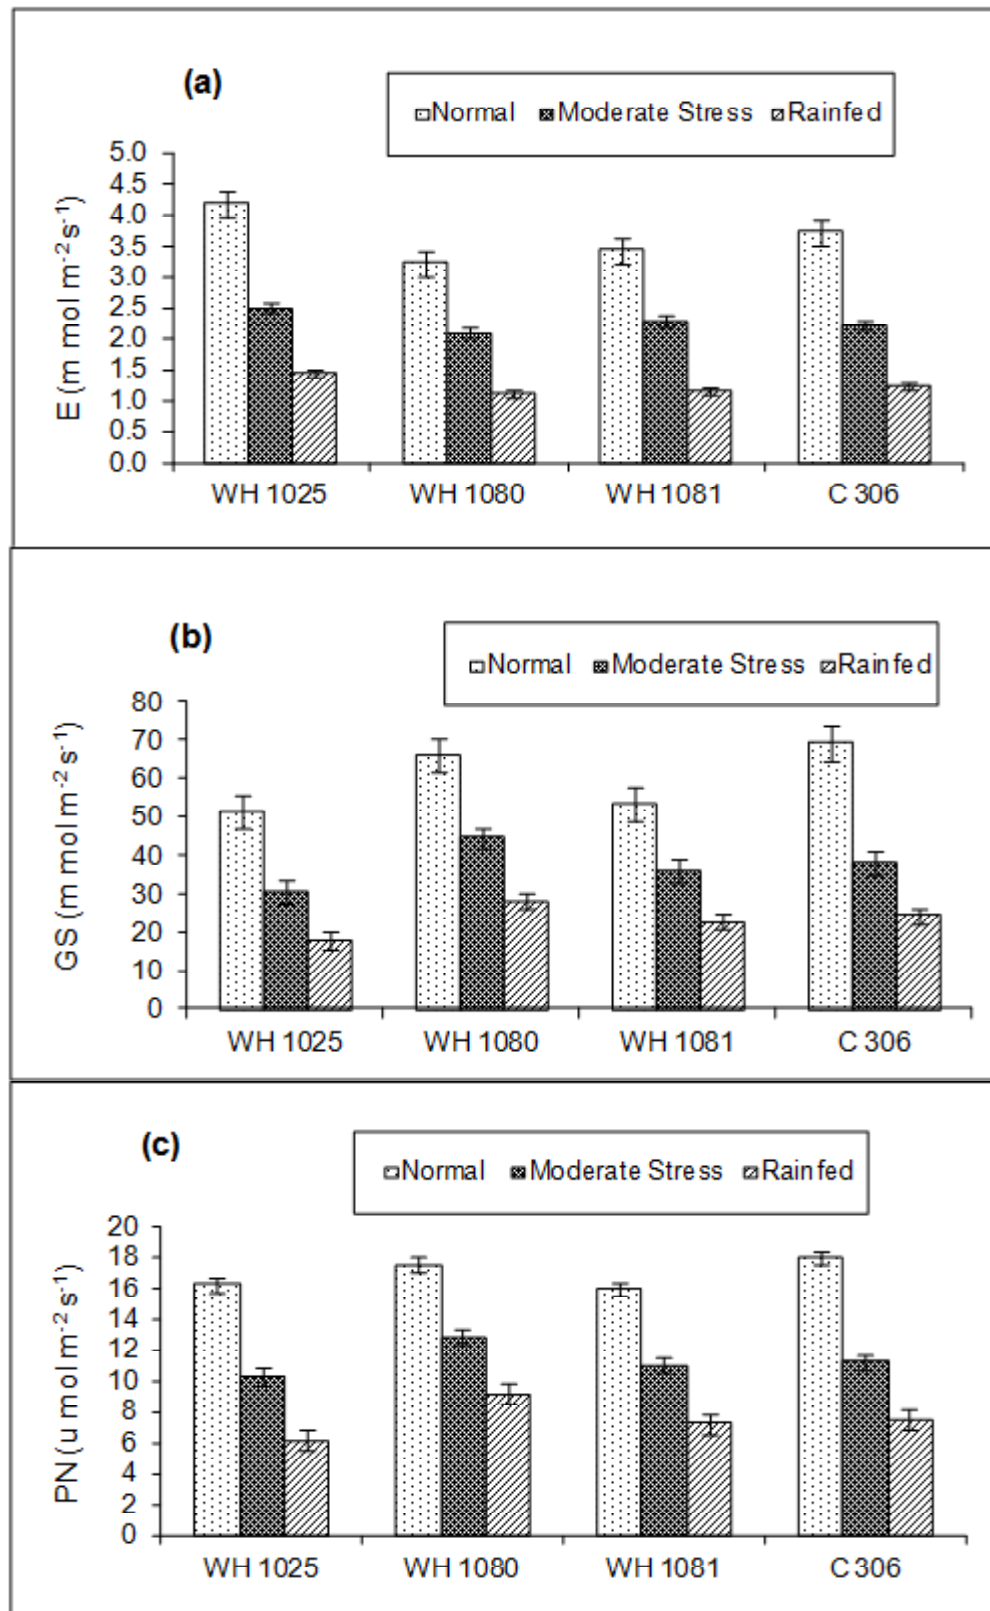 (a)
Normal Moderate Stress Rainfed
5.0
4.5
4.0
3.5
3.0
2.5
2.0
1.5
1.0
0.5
0.0
E (m mol m-2 s-1)
WH 1025 WH 1080 WH 1081 C 306
(b)
Normal Moderate Stress Rainfed
80
70
60
50
40
30
20
10
0
GS (m mol m-2 s-1)
WH 1025 WH 1080 WH 1081 C 306
(c)
Normal Moderate Stress Rainfed
20
18
16
14
12
10
8
6
4
2
0
PN (u mol m-2 s-1)
WH 1025 WH 1080 WH 1081 C 306